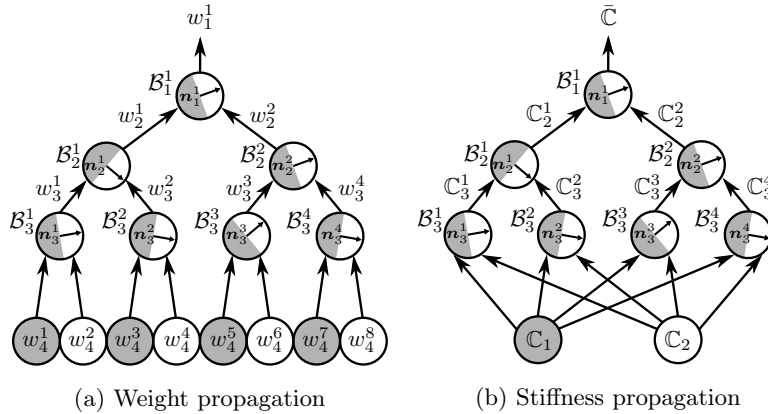 w_1^1
\bar{ℂ}
ℬ_1^1
n_1^1
ℬ_1^1
n_1^1
w_2^1
w_2^2
ℂ_2^1
ℂ_2^2
ℬ_2^1
n_2^1
ℬ_2^2
n_2^2
ℬ_2^1
n_2^1
ℬ_2^2
n_2^2
w_3^1
w_3^2
w_3^3
w_3^4
ℂ_3^1
ℂ_3^2
ℂ_3^3
ℂ_3^4
ℬ_3^1
n_3^1
ℬ_3^2
n_3^2
ℬ_3^3
n_3^3
ℬ_3^4
n_3^4
ℬ_3^1
n_3^1
ℬ_3^2
n_3^2
ℬ_3^3
n_3^3
ℬ_3^4
n_3^4
w_4^1
w_4^2
w_4^3
w_4^4
w_4^5
w_4^6
w_4^7
w_4^8
ℂ_1
ℂ_2
(a) Weight propagation
(b) Stiffness propagation